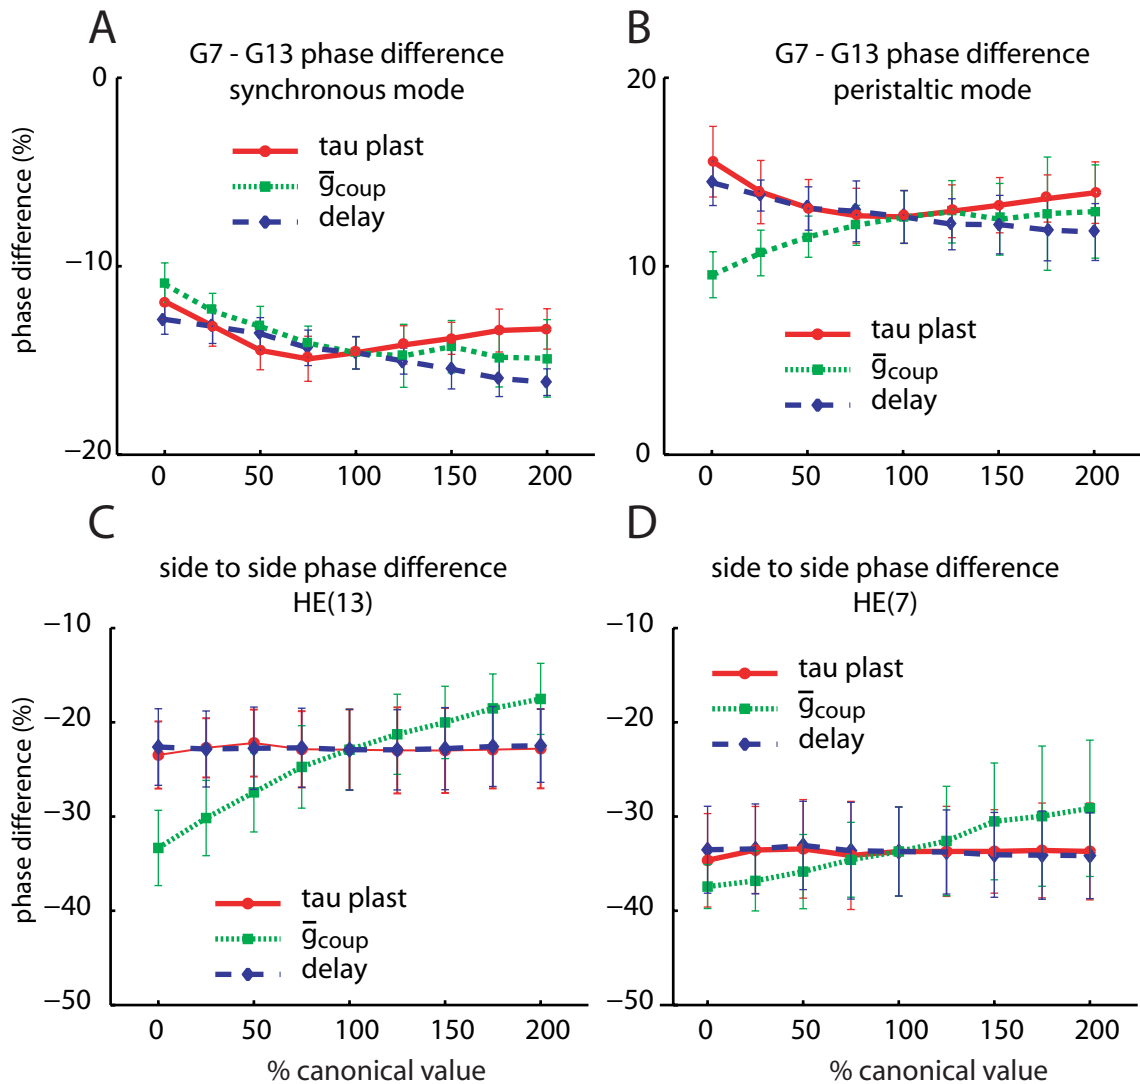 A
G7 - G13 phase difference
synchronous mode
0
−10
−20
phase difference (%)
tau plast
g̅coup
delay
0 50 100 150 200
B
G7 - G13 phase difference
peristaltic mode
20
10
0
tau plast
g̅coup
delay
0 50 100 150 200
C
side to side phase difference
HE(13)
−10
−20
−30
−40
−50
phase difference (%)
tau plast
g̅coup
delay
0 50 100 150 200
% canonical value
D
side to side phase difference
HE(7)
−10
−20
−30
−40
−50
tau plast
g̅coup
delay
0 50 100 150 200
% canonical value